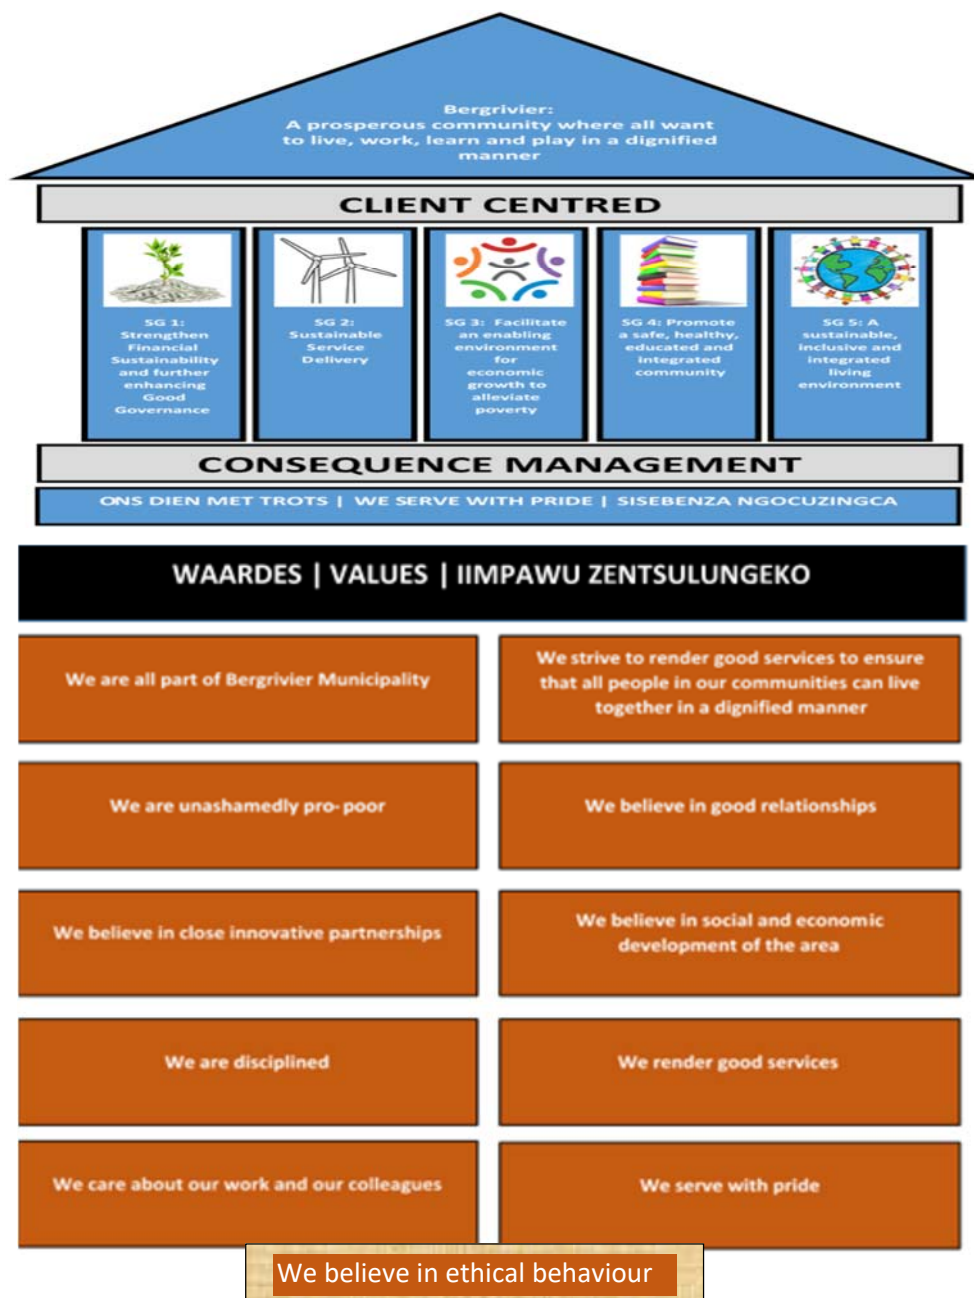 Bergrivier:
A prosperous community where all want
to live, work, learn and play in a dignified
manner
CLIENT CENTRED
SG 1:
Strengthen
Financial
Sustainability
and further
enhancing
Good
Governance
SG 2:
Sustainable
Service
Delivery
SG 3: Facilitate
an enabling
environment
for
economic
growth to
alleviate
poverty
SG 4: Promote
a safe, healthy,
educated and
integrated
community
SG 5: A
sustainable,
inclusive and
integrated
living
environment
CONSEQUENCE MANAGEMENT
ONS DIEN MET TROTS | WE SERVE WITH PRIDE | SISEBENZA NGOCUZINGCA
WAARDES | VALUES | IIMPAWU ZENTSULUNGEKO
We are all part of Bergrivier Municipality
We strive to render good services to ensure
that all people in our communities can live
together in a dignified manner
We are unashamedly pro-poor
We believe in good relationships
We believe in close innovative partnerships
We believe in social and economic
development of the area
We are disciplined
We render good services
We care about our work and our colleagues
We serve with pride
We believe in ethical behaviour